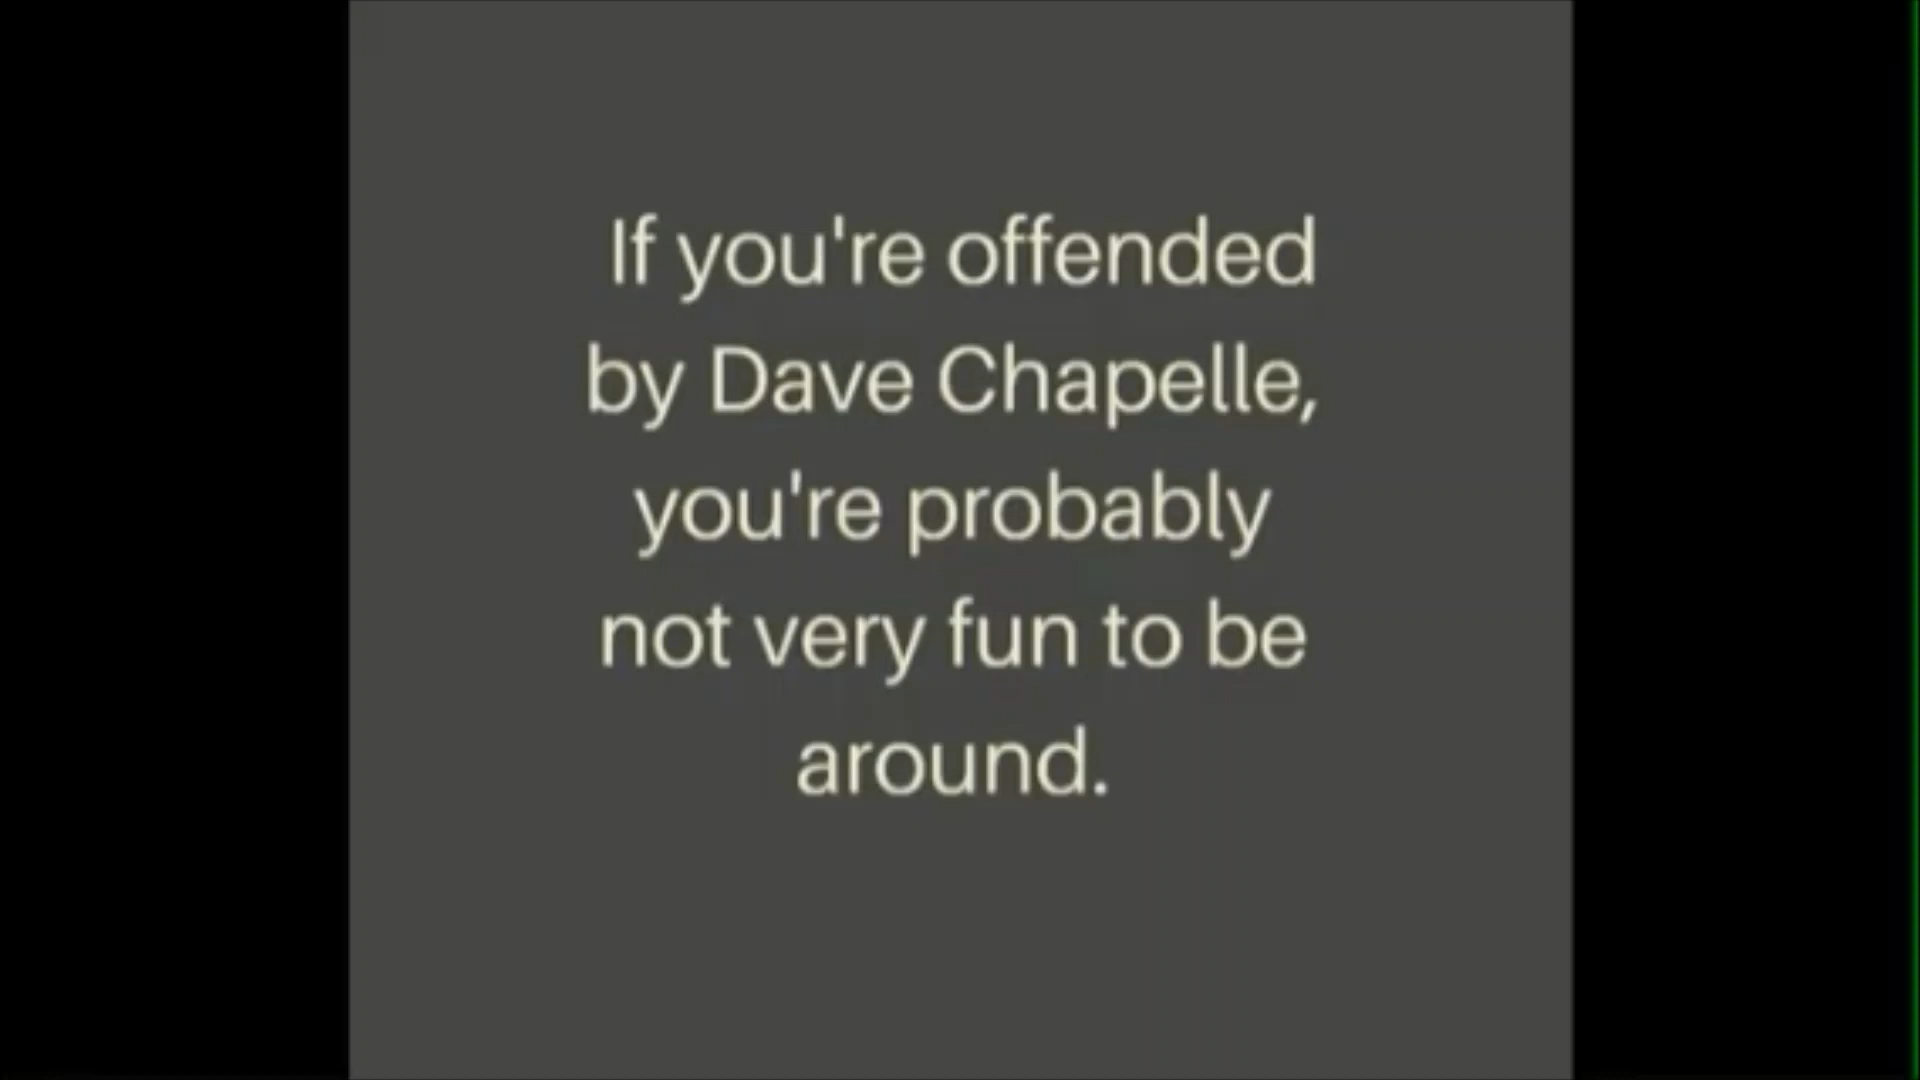 If you're offended
by Dave Chapelle,
you're probably
not very fun to be
around.